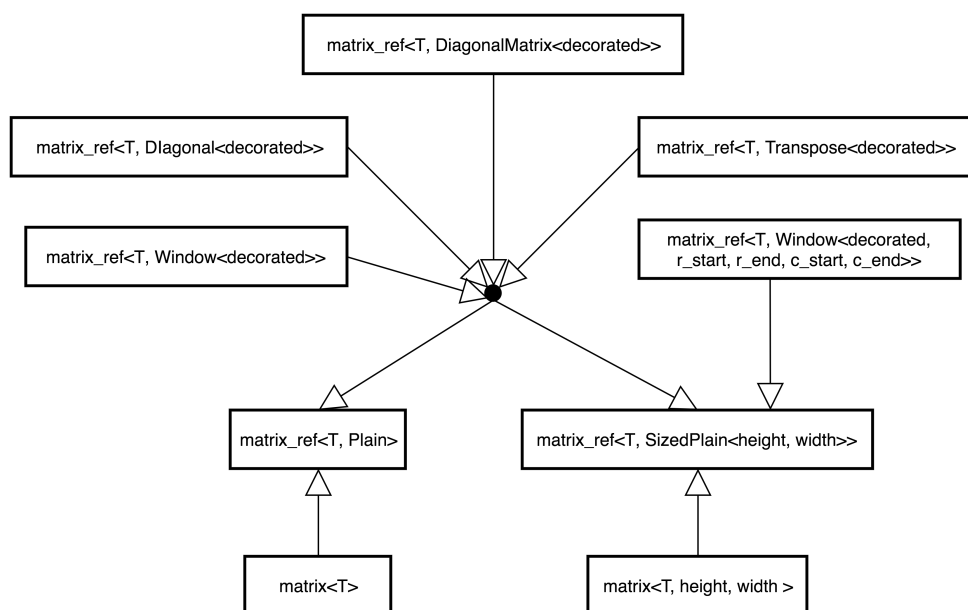 matrix_ref<T, DiagonalMatrix<decorated>>
matrix_ref<T, DIagonal<decorated>>
matrix_ref<T, Transpose<decorated>>
matrix_ref<T, Window<decorated>>
matrix_ref<T, Window<decorated,
r_start, r_end, c_start, c_end>>
matrix_ref<T, Plain>
matrix_ref<T, SizedPlain<height, width>>
matrix<T>
matrix<T, height, width >